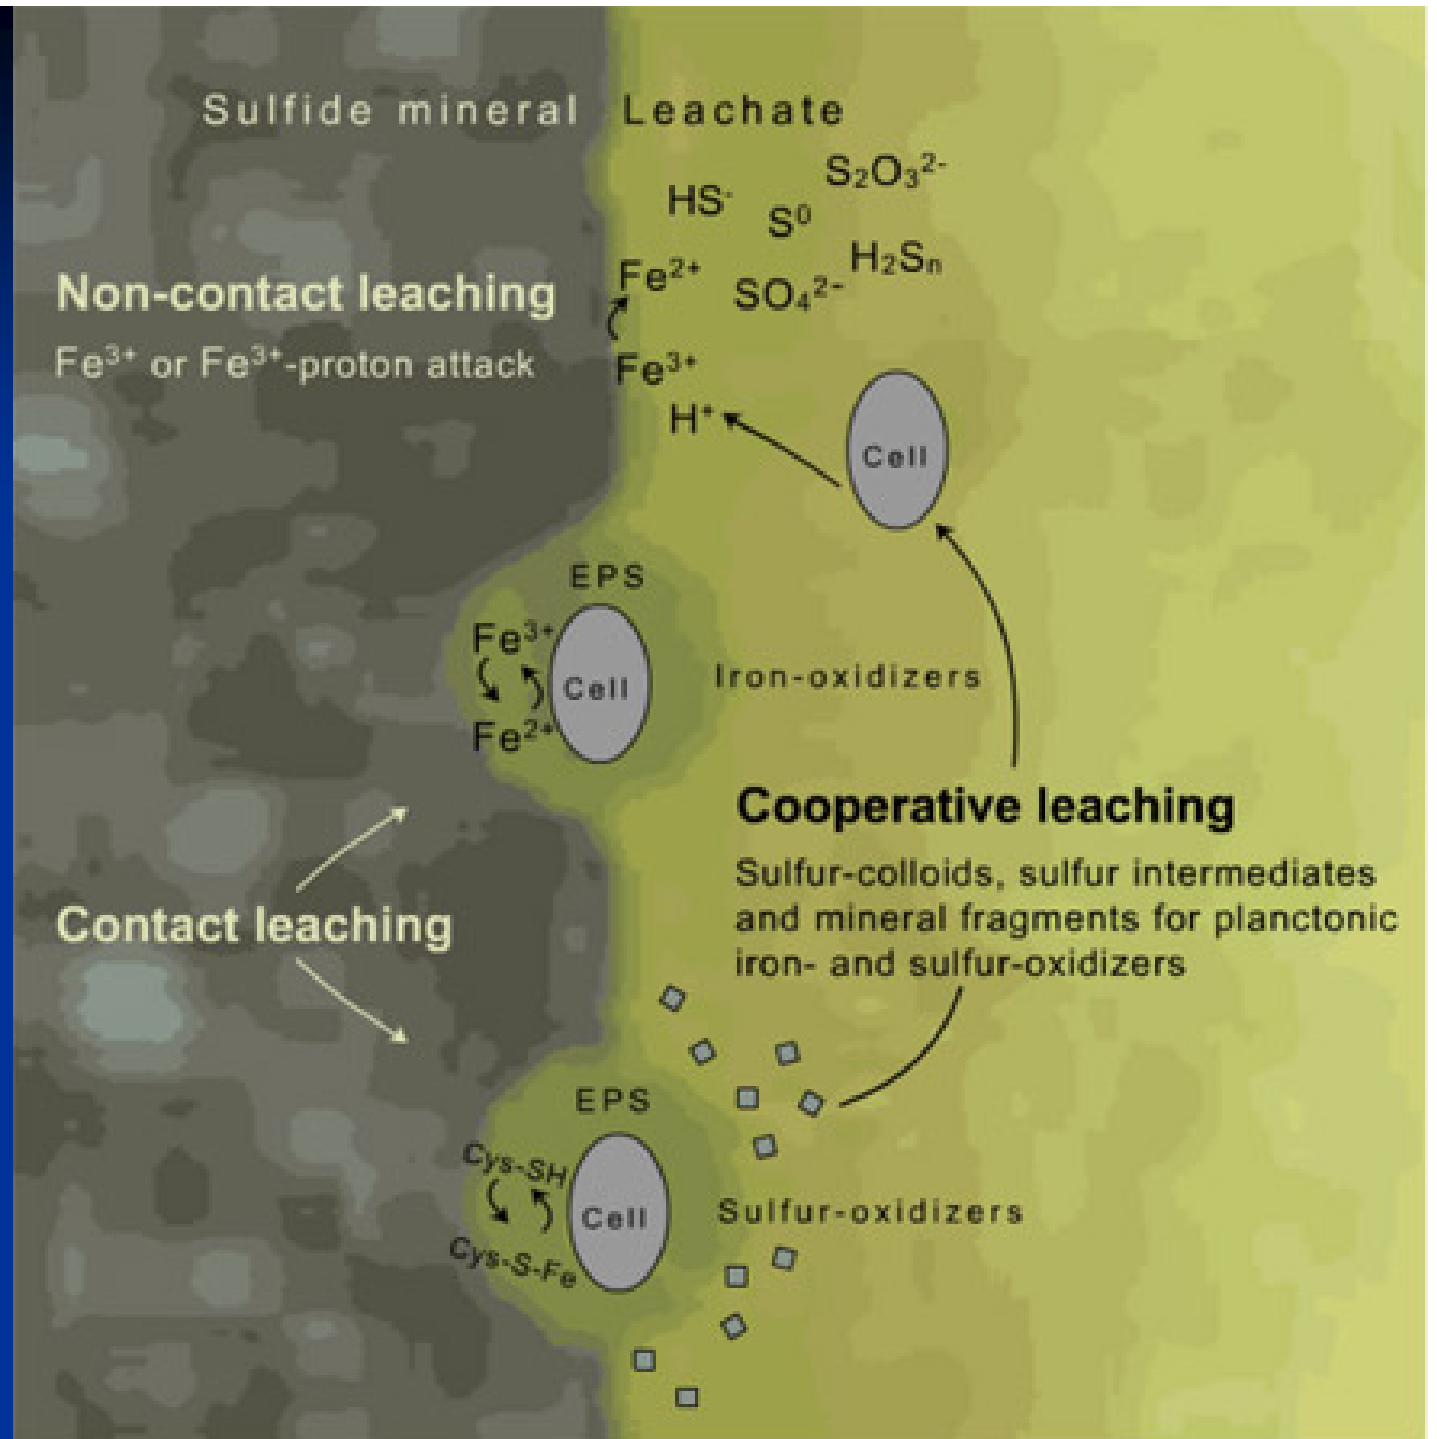 Sulfide mineral
Leachate
S₂O₃²⁻
HS⁻
S⁰
H₂Sₙ
Fe²⁺
SO₄²⁻
Non-contact leaching
Fe³⁺ or Fe³⁺-proton attack
Fe³⁺
H⁺
Cell
EPS
Fe³⁺
Cell
Fe²⁺
Iron-oxidizers
Cooperative leaching
Sulfur-colloids, sulfur intermediates
and mineral fragments for planctonic
iron- and sulfur-oxidizers
Contact leaching
EPS
Cys-SH
Cell
Cys-S-Fe
Sulfur-oxidizers